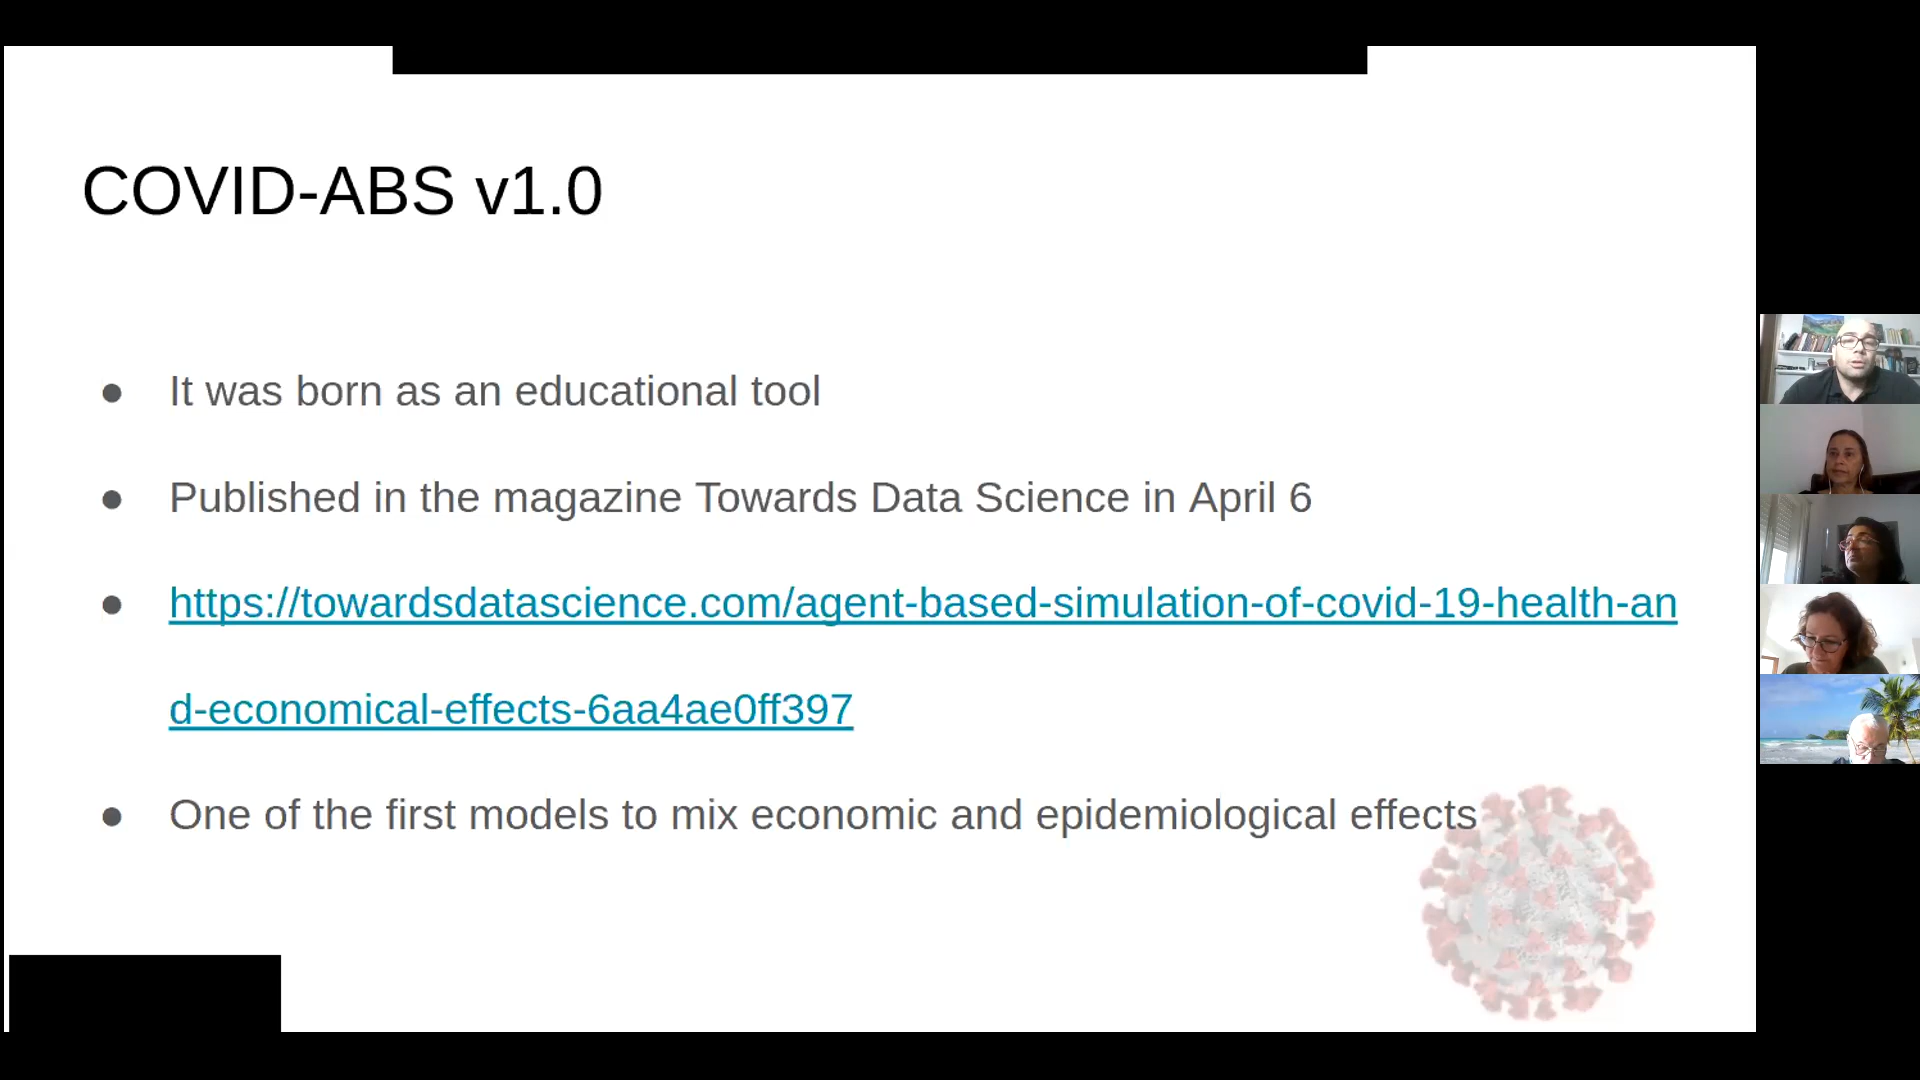 COVID-ABS v1.0
● It was born as an educational tool
● Published in the magazine Towards Data Science in April 6
● https://towardsdatascience.com/agent-based-simulation-of-covid-19-health-an
d-economical-effects-6aa4ae0ff397
● One of the first models to mix economic and epidemiological effects